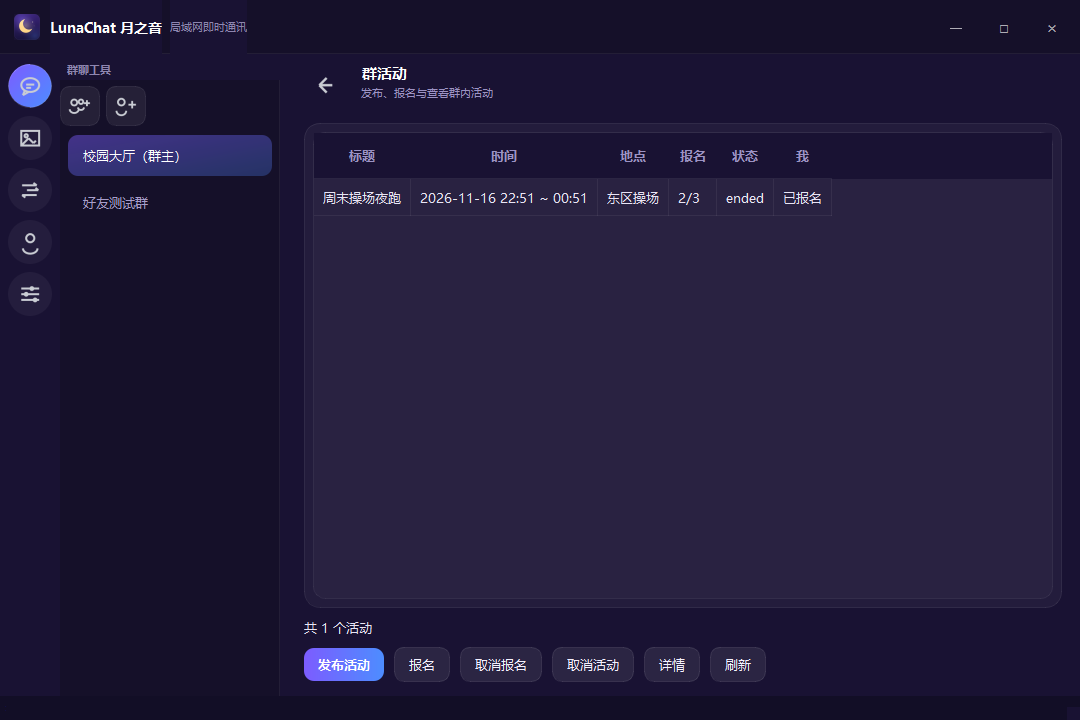 LunaChat 月之音 局域网即时通讯
群聊工具
校园大厅（群主）
好友测试群
群活动
发布、报名与查看群内活动
标题 时间 地点 报名 状态 我
周末操场夜跑 2026-11-16 22:51 ~ 00:51 东区操场 2/3 ended 已报名
共 1 个活动
发布活动 报名 取消报名 取消活动 详情 刷新